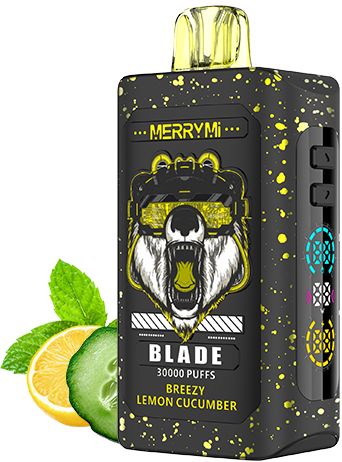 MERRYMi
BLADE
30000 PUFFS
BREEZY
LEMON CUCUMBER